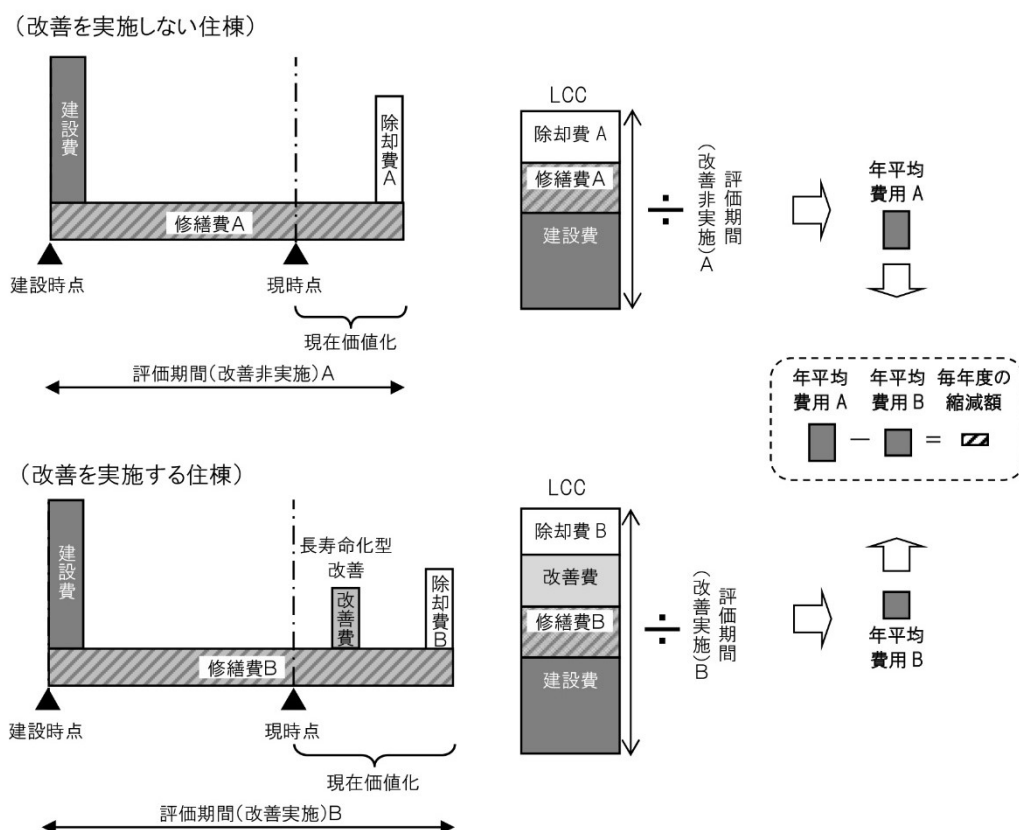 （改善を実施しない住棟）
建設費
除却費A
修繕費A
建設時点
現時点
現在価値化
評価期間(改善非実施)A
LCC
除却費 A
修繕費A
建設費
÷
評価期間
(改善非実施)A
年平均
費用 A
年平均
費用 A
年平均
費用 B
毎年度の
縮減額
－
＝
（改善を実施する住棟）
建設費
長寿命化型
改善
改善費
除却費B
修繕費B
建設時点
現時点
現在価値化
評価期間(改善実施)B
LCC
除却費 B
改善費
修繕費B
建設費
÷
評価期間
(改善実施)B
年平均
費用 B